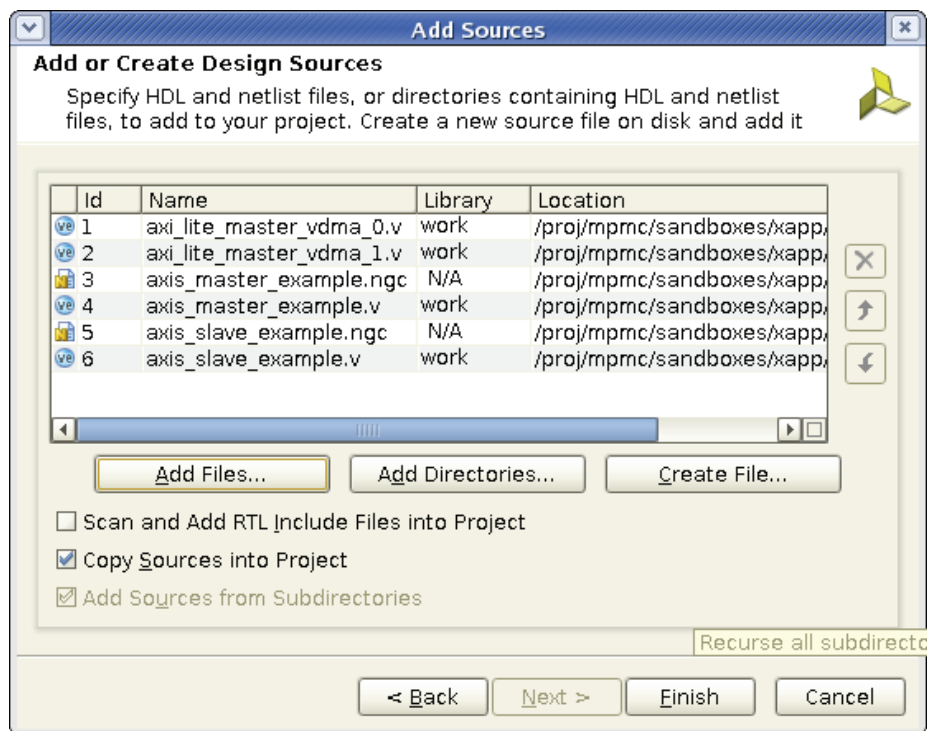 Add Sources
Add or Create Design Sources
Specify HDL and netlist files, or directories containing HDL and netlist
files, to add to your project. Create a new source file on disk and add it
Id Name Library Location
1 axi_lite_master_vdma_0.v work /proj/mpmc/sandboxes/xapp/
2 axi_lite_master_vdma_1.v work /proj/mpmc/sandboxes/xapp/
3 axis_master_example.ngc N/A /proj/mpmc/sandboxes/xapp/
4 axis_master_example.v work /proj/mpmc/sandboxes/xapp/
5 axis_slave_example.ngc N/A /proj/mpmc/sandboxes/xapp/
6 axis_slave_example.v work /proj/mpmc/sandboxes/xapp/
Add Files... Add Directories... Create File...
Scan and Add RTL Include Files into Project
Copy Sources into Project
Add Sources from Subdirectories
Recurse all subdirecto
< Back Next > Finish Cancel